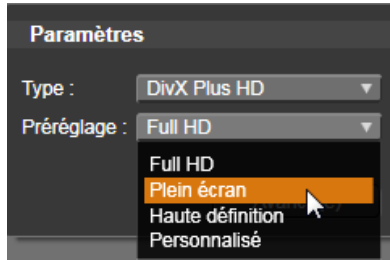 Paramètres
Type : DivX Plus HD
Préréglage : Full HD
Full HD
Plein écran
Haute définition
Personnalisé